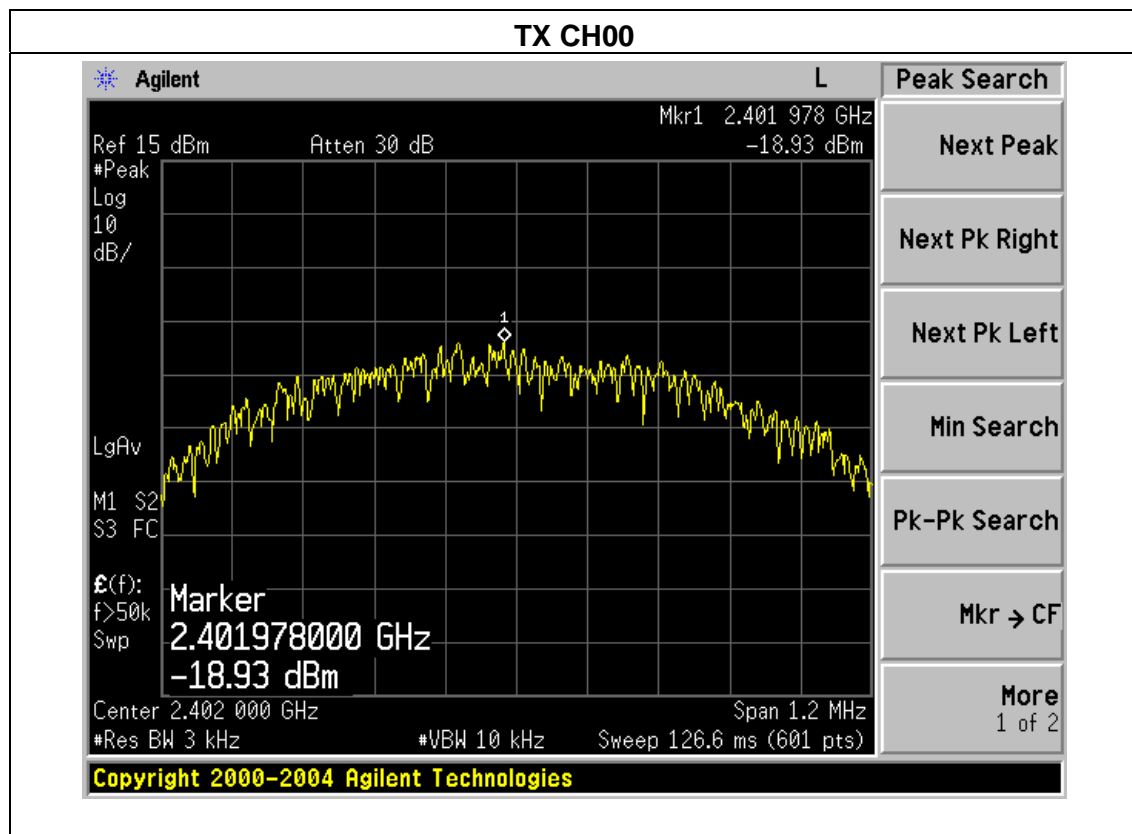 TX CH00
Agilent L Peak Search
Mkr1 2.401 978 GHz
Ref 15 dBm Atten 30 dB -18.93 dBm
#Peak
Log
10
dB/
1
LgAv
M1 S2
S3 FC
£(f):
f>50k
Swp
Marker
2.401978000 GHz
-18.93 dBm
Center 2.402 000 GHz Span 1.2 MHz
#Res BW 3 kHz #VBW 10 kHz Sweep 126.6 ms (601 pts)
Copyright 2000-2004 Agilent Technologies
Next Peak
Next Pk Right
Next Pk Left
Min Search
Pk-Pk Search
Mkr → CF
More
1 of 2